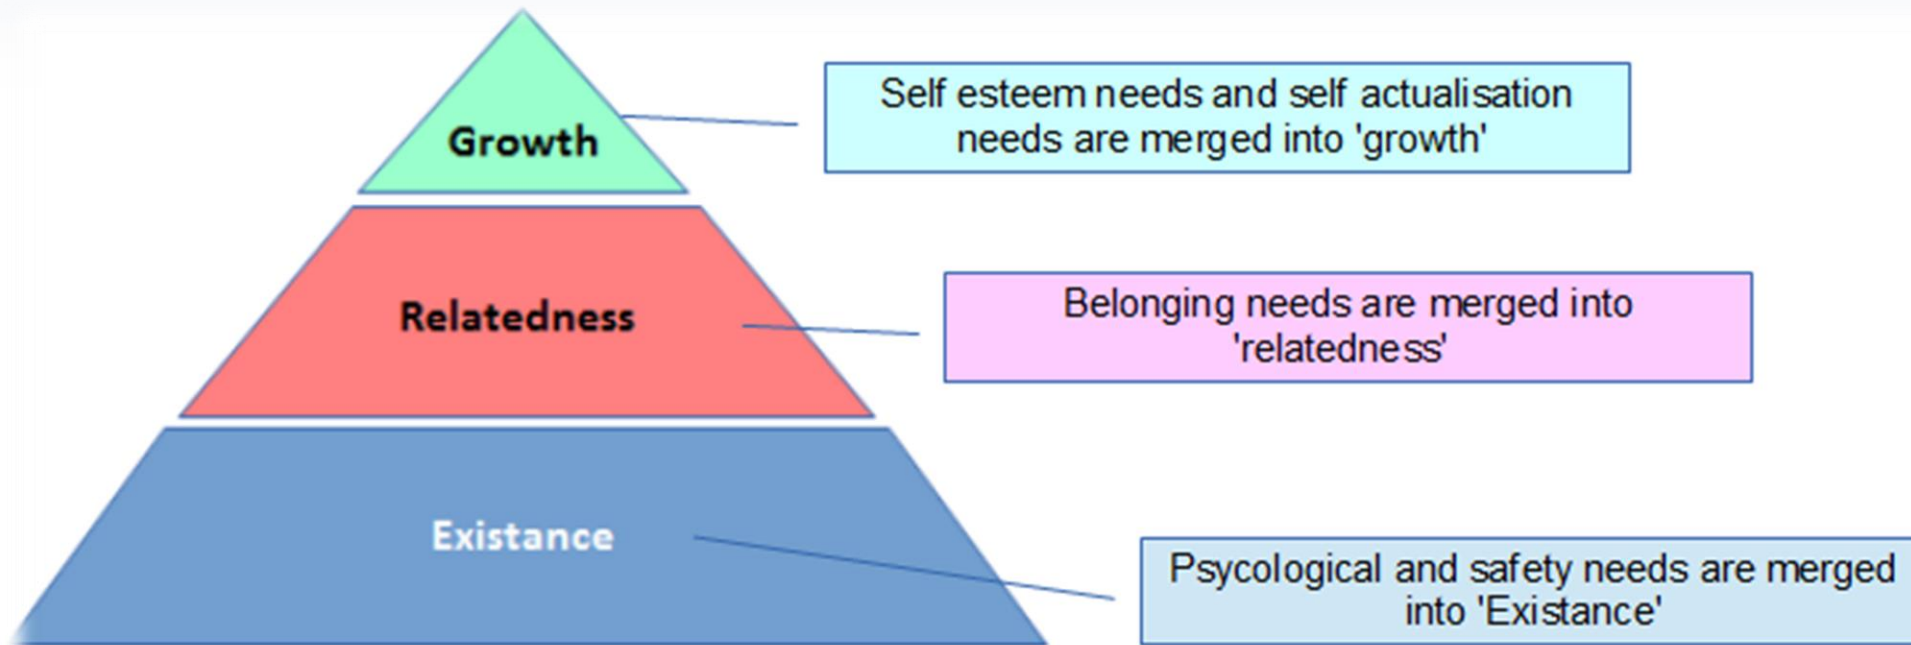 Growth
Self esteem needs and self actualisation
needs are merged into 'growth'
Relatedness
Belonging needs are merged into
'relatedness'
Existance
Psycological and safety needs are merged
into 'Existance'